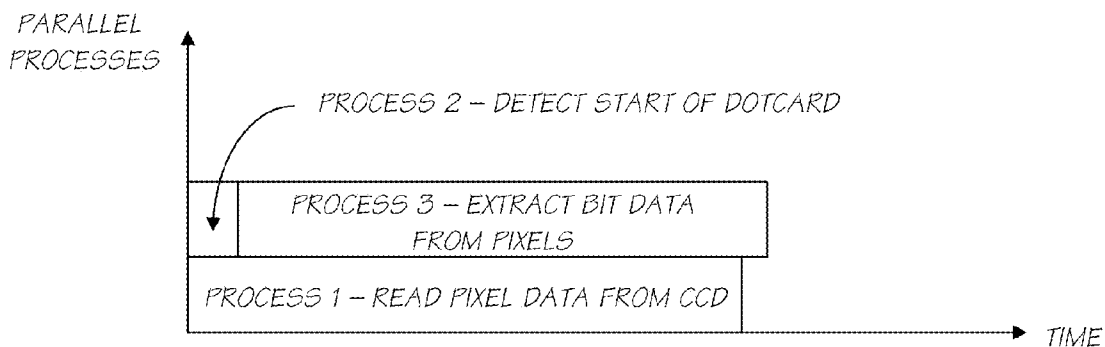 PARALLEL
PROCESSES
PROCESS 2 – DETECT START OF DOTCARD
PROCESS 3 – EXTRACT BIT DATA
FROM PIXELS
PROCESS 1 – READ PIXEL DATA FROM CCD
TIME